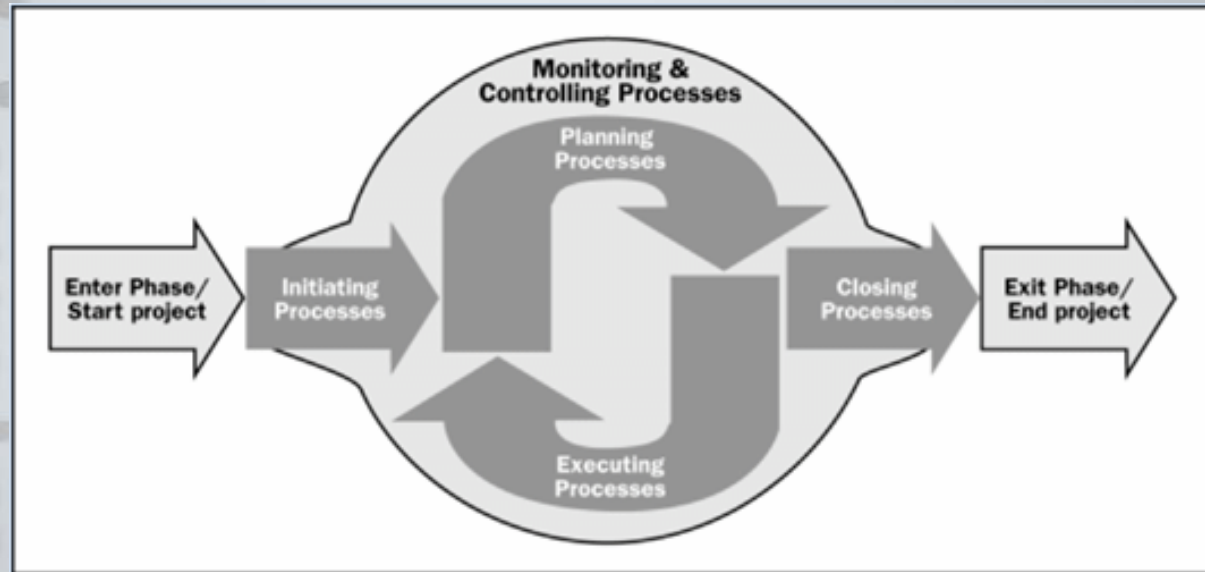 Monitoring &
Controlling Processes
Planning
Processes
Enter Phase/
Start project
Initiating
Processes
Closing
Processes
Exit Phase/
End project
Executing
Processes